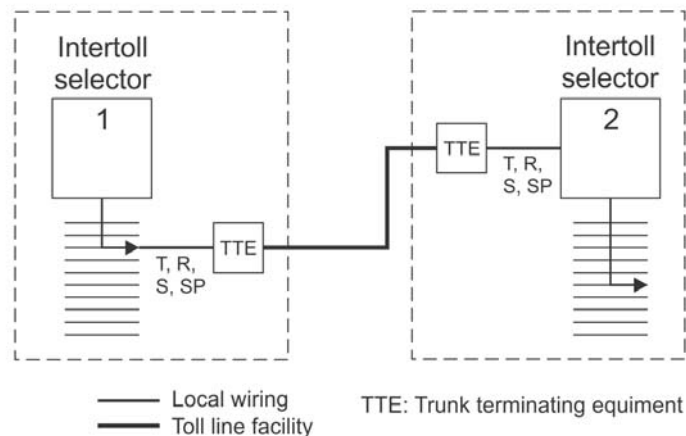 Intertoll
selector
1
TTE
T, R,
S, SP
Intertoll
selector
2
TTE
T, R,
S, SP
Local wiring
Toll line facility
TTE: Trunk terminating equiment